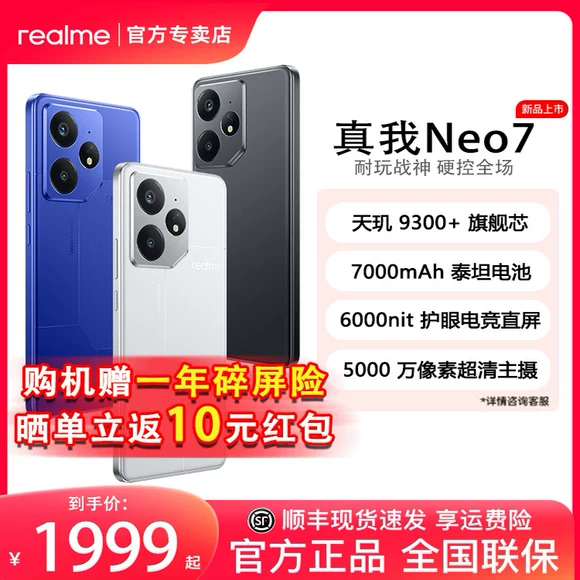 realme 官方专卖店
新品上市
真我Neo7
耐玩战神 硬控全场
天玑 9300+ 旗舰芯
7000mAh 泰坦电池
6000nit 护眼电竞直屏
5000 万像素超清主摄
*详情咨询客服
realme
购机赠一年碎屏险
晒单立返10元红包
到手价:
¥1999起
SF 顺丰现货速发 享运费险
官方正品 全国联保